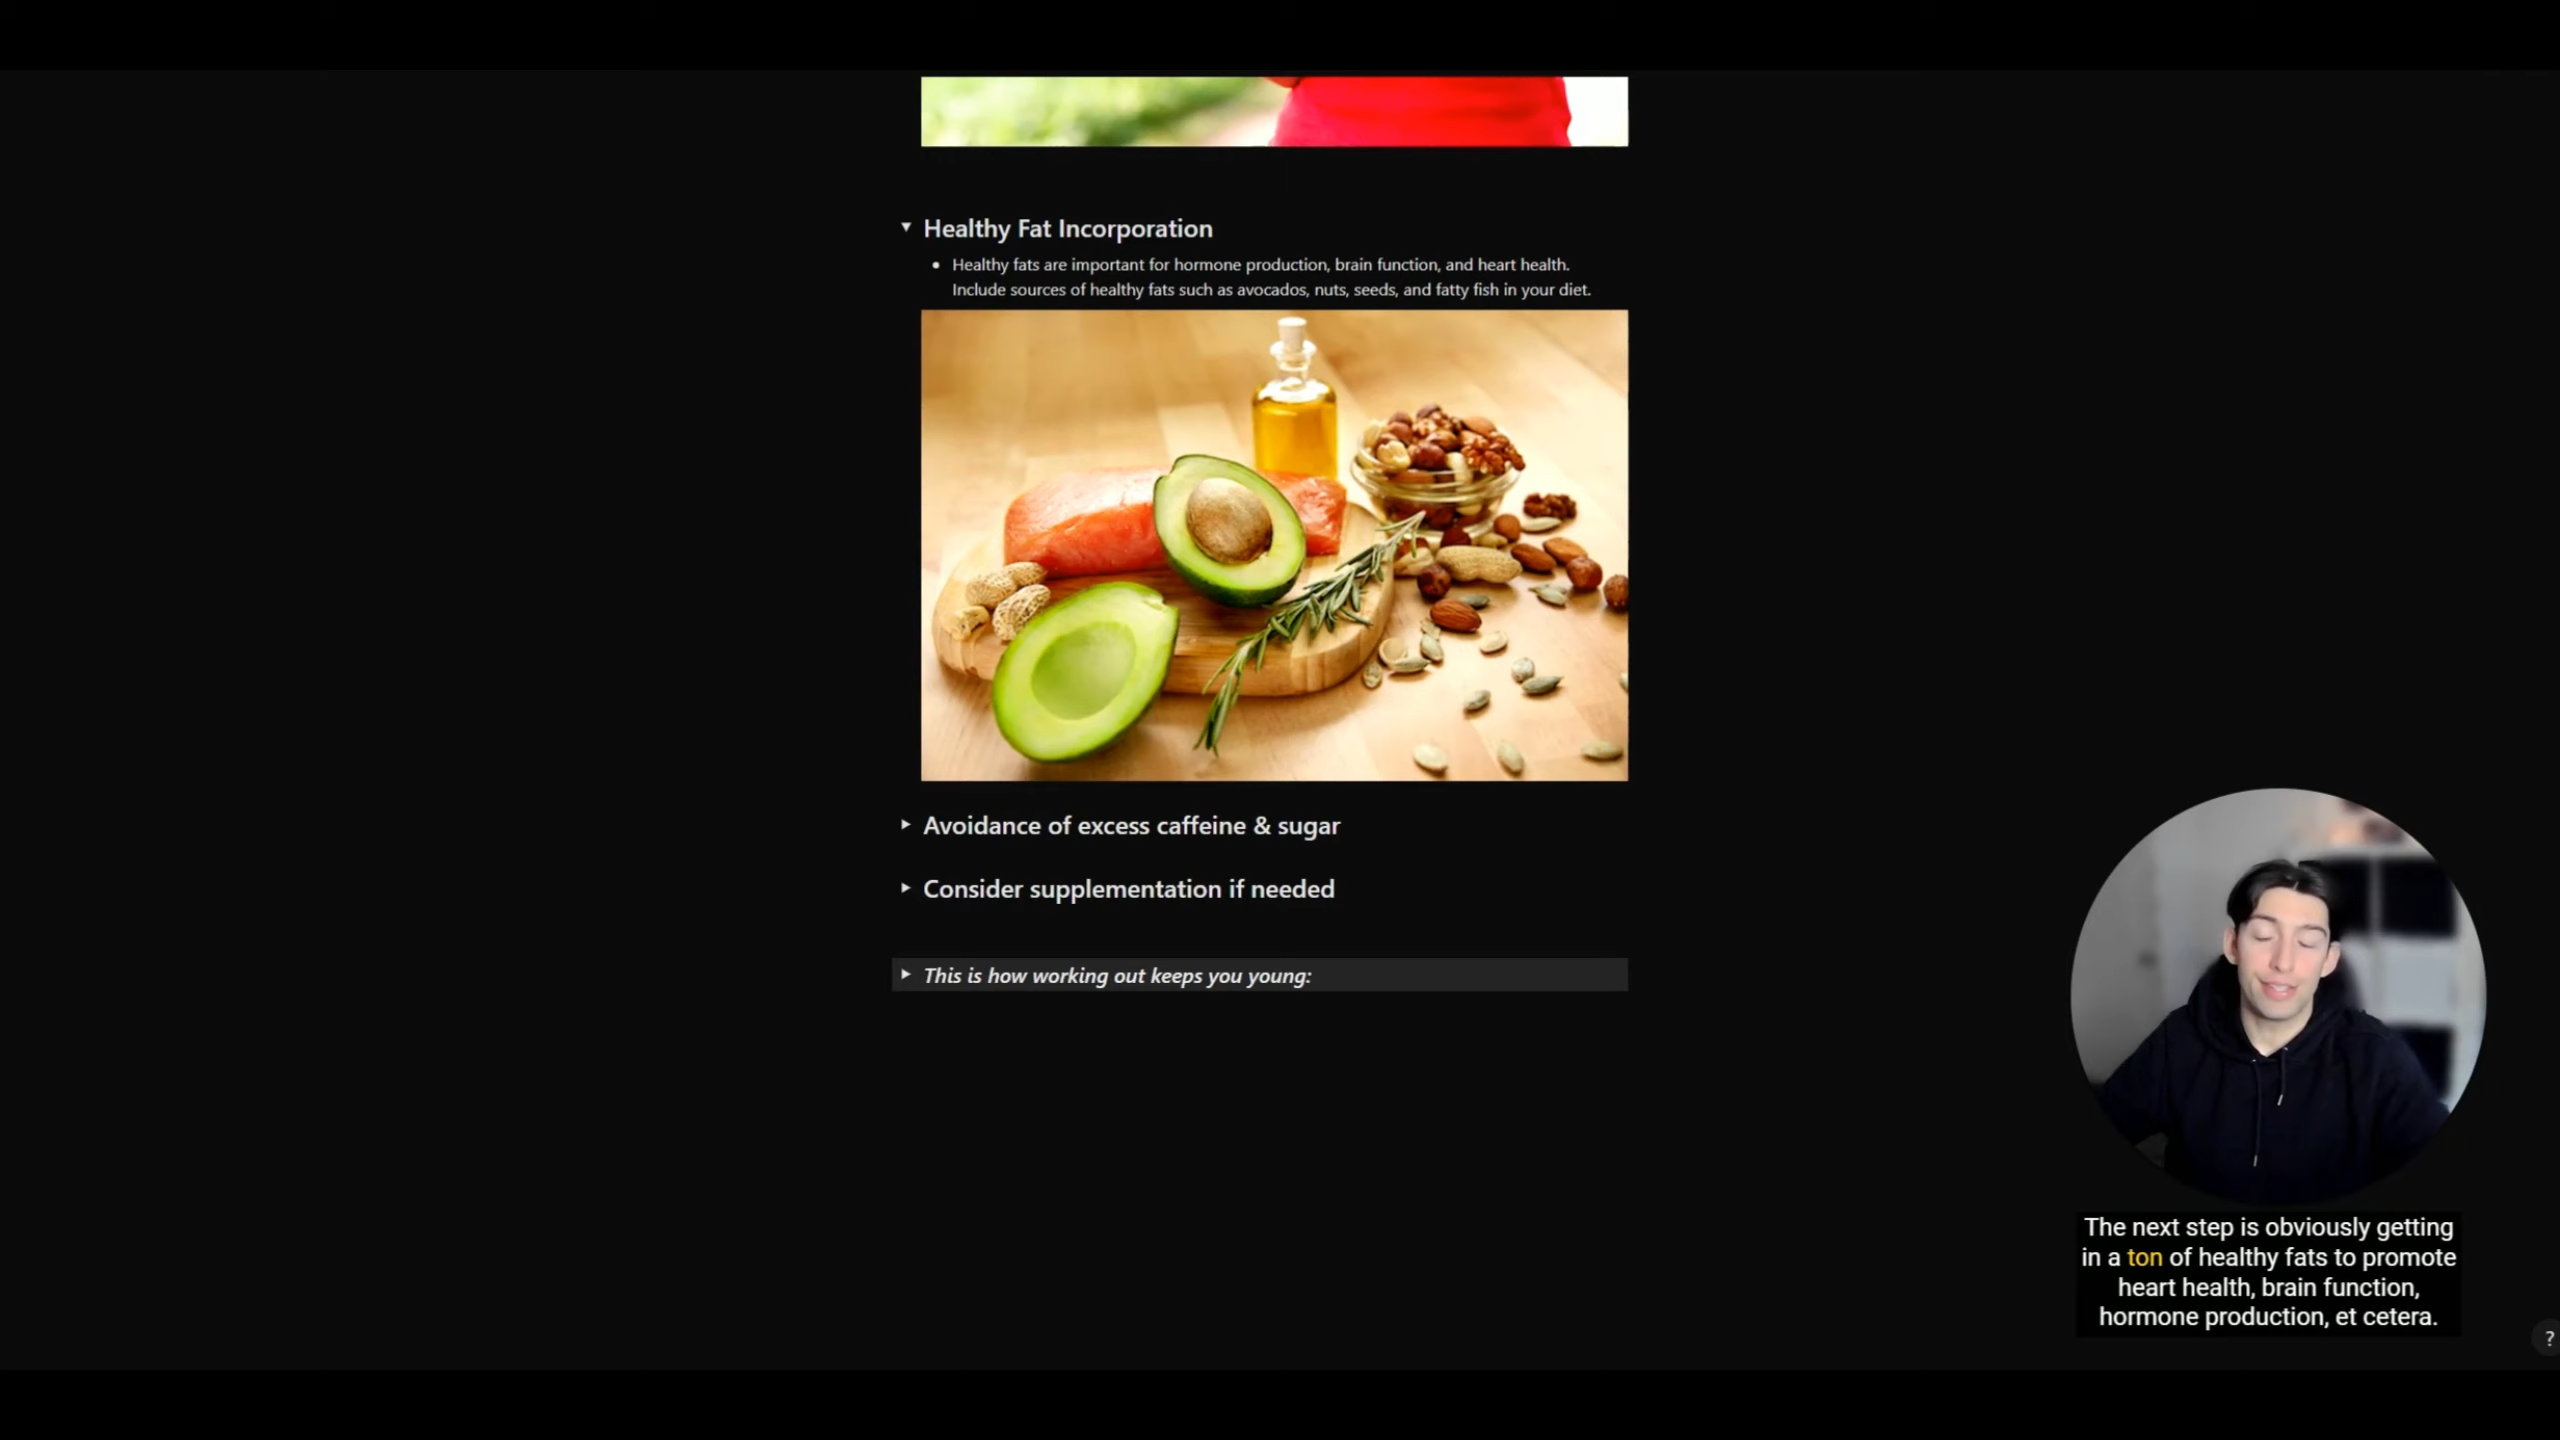 Healthy Fat Incorporation
Healthy fats are important for hormone production, brain function, and heart health.
Include sources of healthy fats such as avocados, nuts, seeds, and fatty fish in your diet.
Avoidance of excess caffeine & sugar
Consider supplementation if needed
This is how working out keeps you young:
The next step is obviously getting
in a ton of healthy fats to promote
heart health, brain function,
hormone production, et cetera.
?